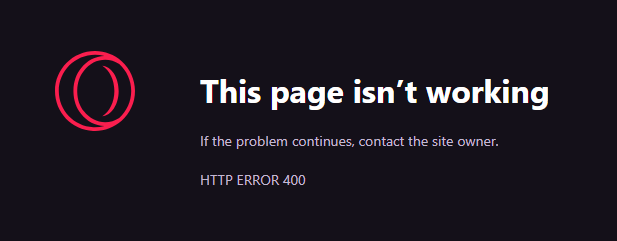 This page isn’t working
If the problem continues, contact the site owner.
HTTP ERROR 400